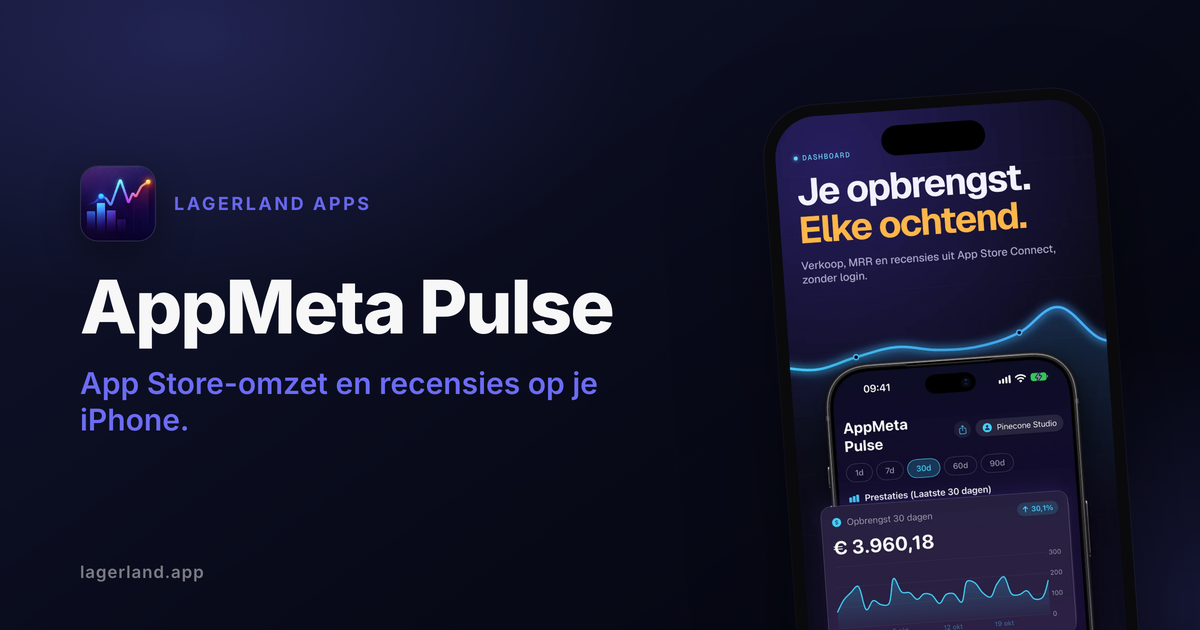 LAGERLAND APPS
AppMeta Pulse
App Store-omzet en recensies op je
iPhone.
lagerland.app
DASHBOARD
Je opbrengst.
Elke ochtend.
Verkoop, MRR en recensies uit App Store Connect,
zonder login.
09:41
AppMeta
Pulse
Pinecone Studio
1d 7d 30d 60d 90d
Prestaties (Laatste 30 dagen)
Opbrengst 30 dagen
↑ 30,1%
€ 3.960,18
300
200
100
0
12 okt
19 okt